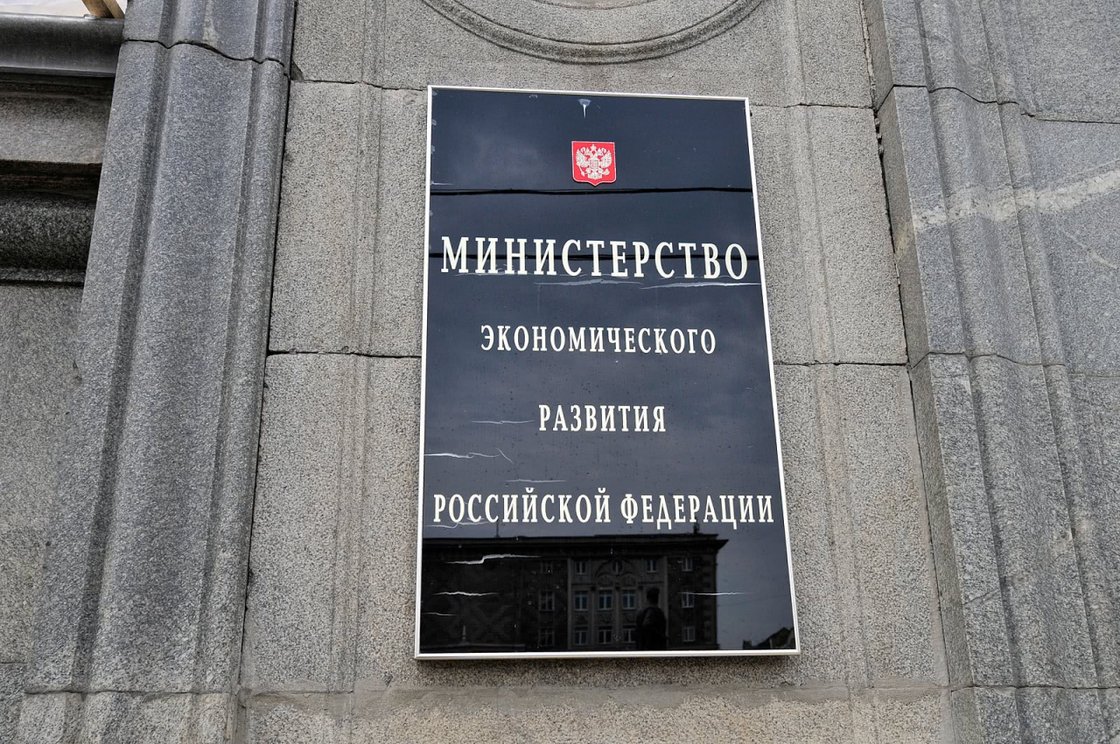 МИНИСТЕРСТВО
ЭКОНОМИЧЕСКОГО
РАЗВИТИЯ
РОССИЙСКОЙ ФЕДЕРАЦИИ